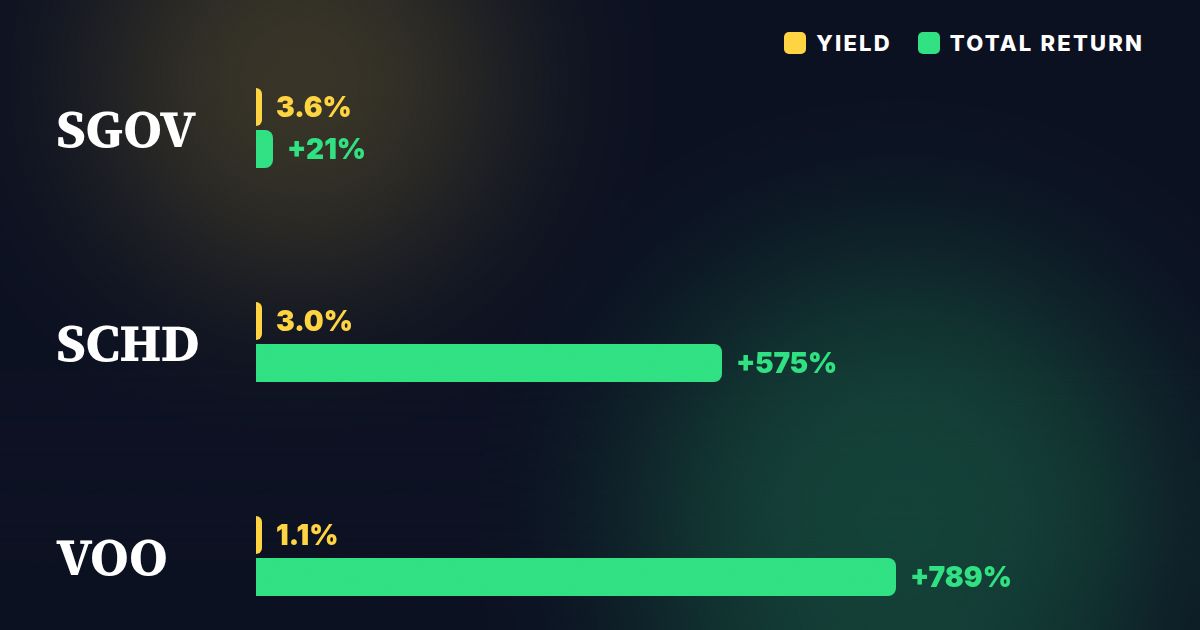 YIELD TOTAL RETURN
SGOV
3.6%
+21%
SCHD
3.0%
+575%
VOO
1.1%
+789%